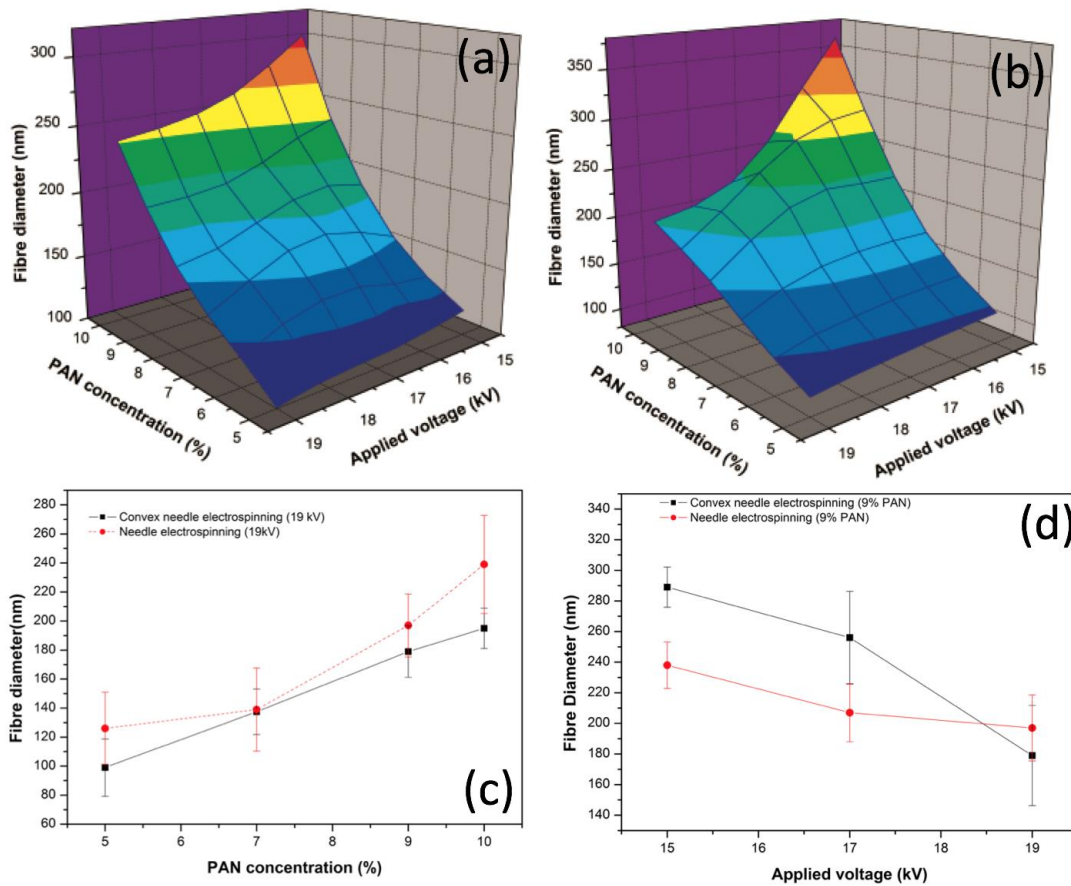 (a)
300
250
200
150
100
Fibre diameter (nm)
10
9
8
7
6
5
PAN concentration (%)
19
18
17
16
15
Applied voltage (kV)
(b)
350
300
250
200
150
100
Fibre diameter (nm)
10
9
8
7
6
5
PAN concentration (%)
19
18
17
16
15
Applied voltage (kV)
280
260
240
220
200
180
160
140
120
100
80
60
Fibre diameter(nm)
Convex needle electrospinning (19 kV)
Needle electrospinning (19kV)
(c)
5 6 7 8 9 10
PAN concentration (%)
340
320
300
280
260
240
220
200
180
160
140
Fibre Diameter (nm)
Convex needle electrospinning (9% PAN)
Needle electrospinning (9% PAN)
(d)
15 16 17 18 19
Applied voltage (kV)